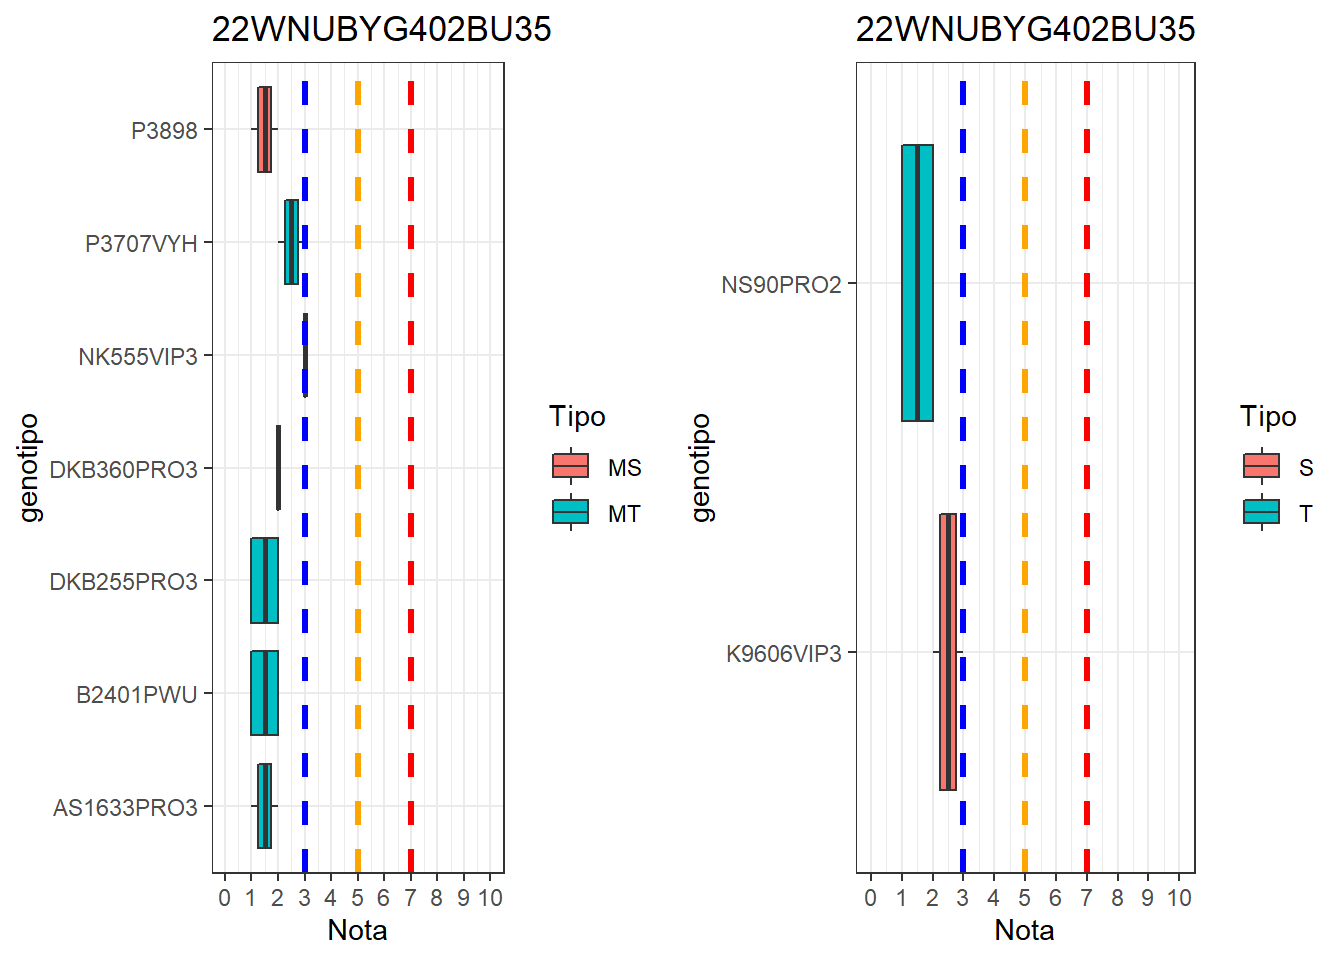 22WNUBYG402BU35
P3898
P3707VYH
NK555VIP3
DKB360PRO3
DKB255PRO3
B2401PWU
AS1633PRO3
genotipo
0 1 2 3 4 5 6 7 8 9 10
Nota
Tipo
MS
MT
22WNUBYG402BU35
NS90PRO2
K9606VIP3
genotipo
0 1 2 3 4 5 6 7 8 9 10
Nota
Tipo
S
T